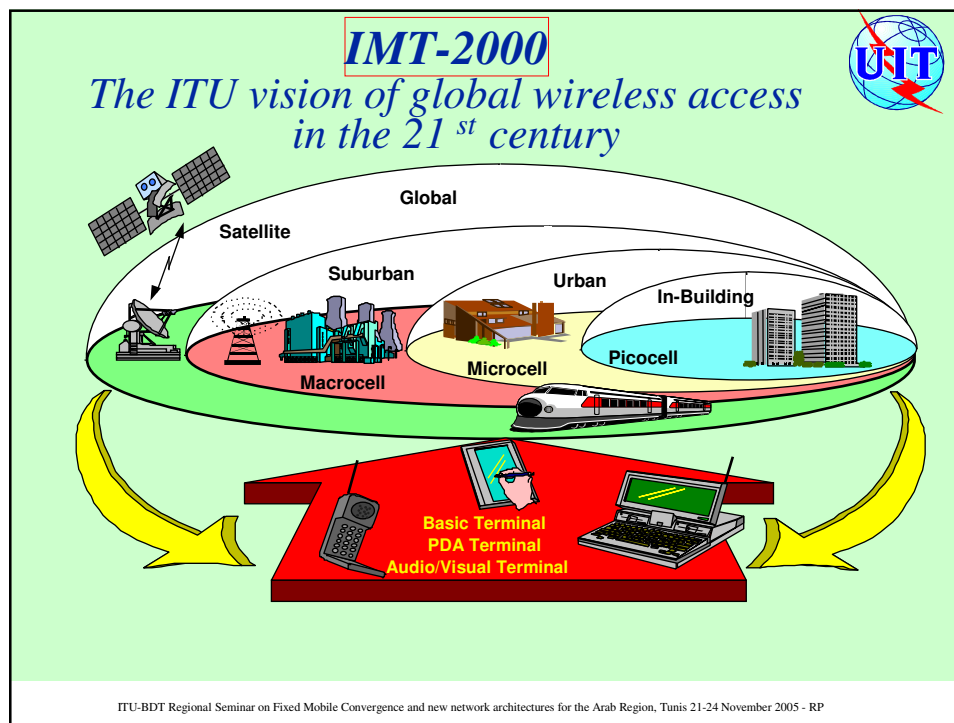 IMT-2000
The ITU vision of global wireless access
in the 21 st century
UIT
Global
Satellite
Suburban
Urban
In-Building
Macrocell
Microcell
Picocell
Basic Terminal
PDA Terminal
Audio/Visual Terminal
ITU-BDT Regional Seminar on Fixed Mobile Convergence and new network architectures for the Arab Region, Tunis 21-24 November 2005 - RP